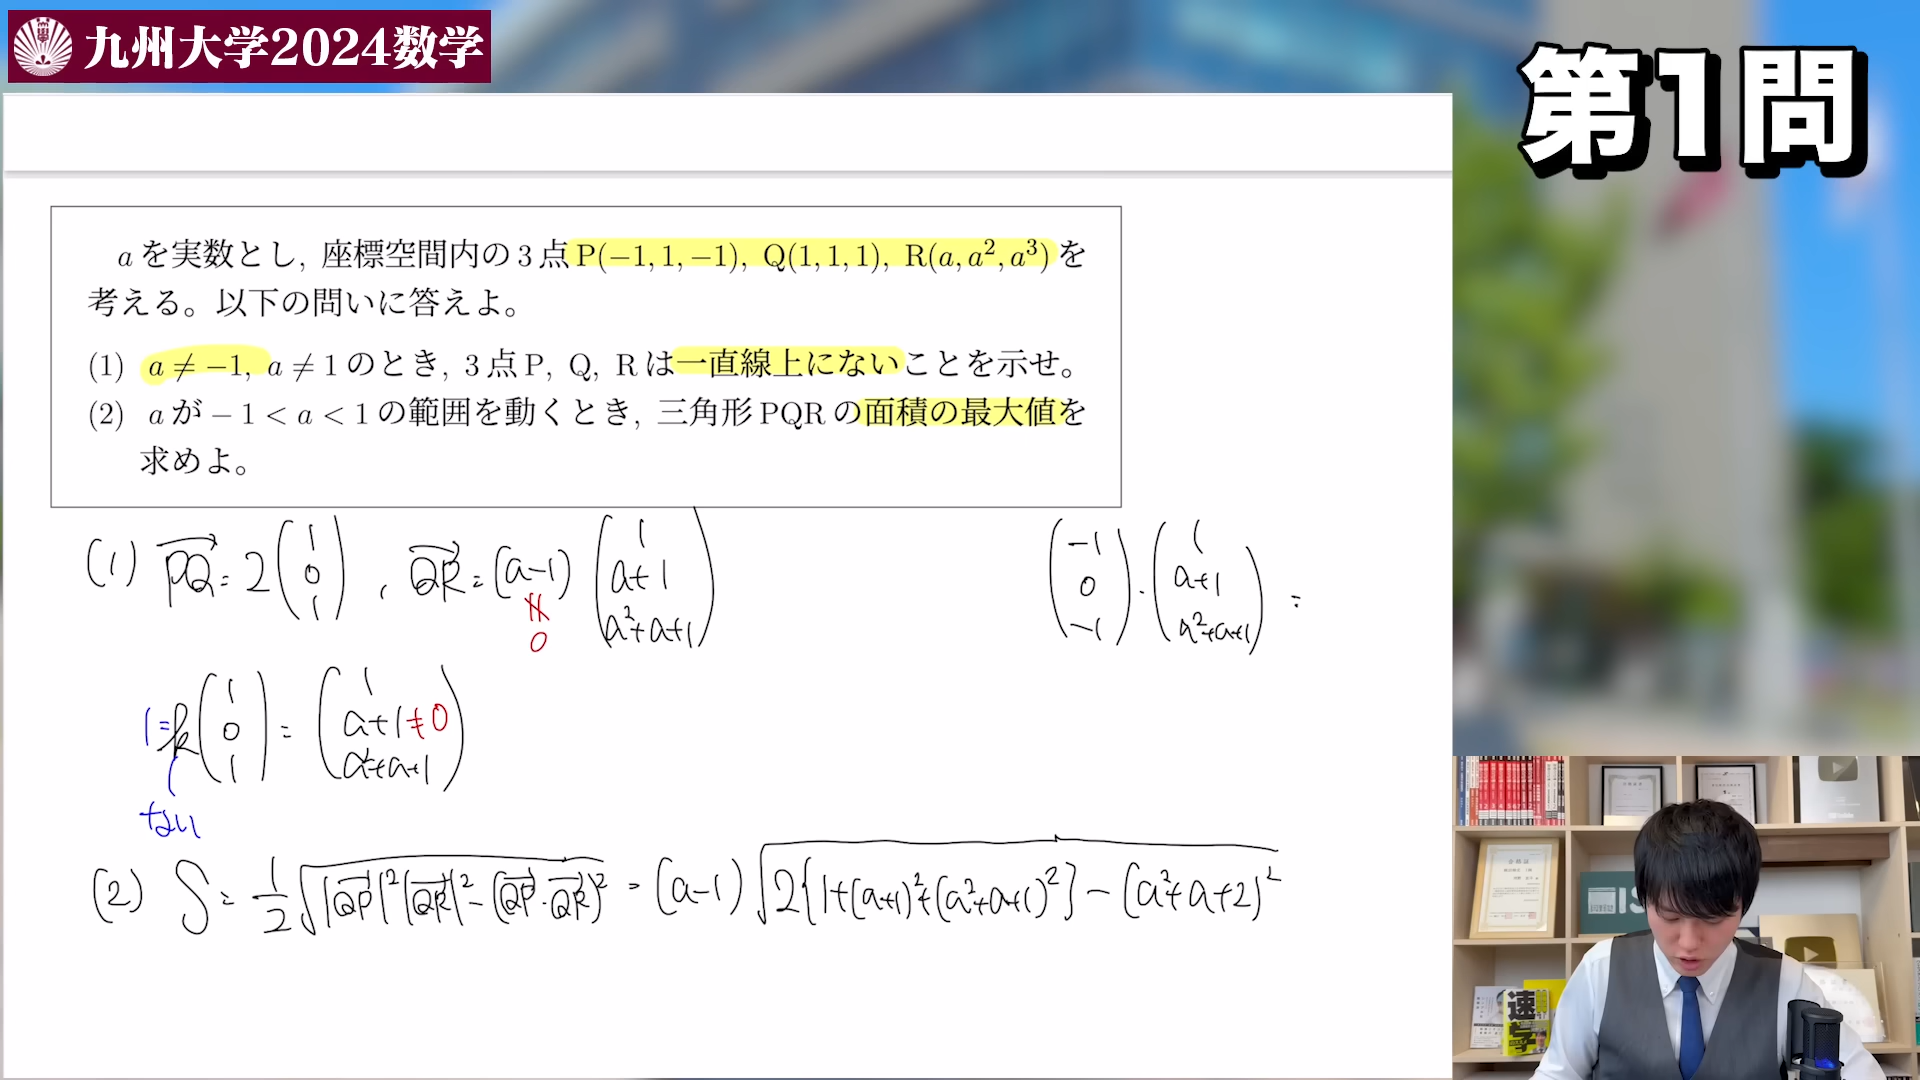 九州大学2024数学
第1問
aを実数とし, 座標空間内の3点P(−1, 1, −1), Q(1, 1, 1), R(a, a², a³)を
考える。以下の問いに答えよ。
(1) a ≠ −1, a ≠ 1のとき, 3点P, Q, Rは一直線上にないことを示せ。
(2) aが−1 < a < 1の範囲を動くとき, 三角形PQRの面積の最大値を
求めよ。
(1) PQ→ = 2(1 0 1), QR→ = (a−1)(1 a+1 a²+a+1)
≠
0
(−1 0 −1)・(1 a+1 a²+a+1) =
1=k(1 0 1) = (1 a+1≠0 a²+a+1)
ない
(2) S = 1/2 √|QP→|²|QR→|²−(QP→・QR→)² = (a−1)√2{1+(a+1)²+(a²+a+1)²}−(a²+a+2)²
速学